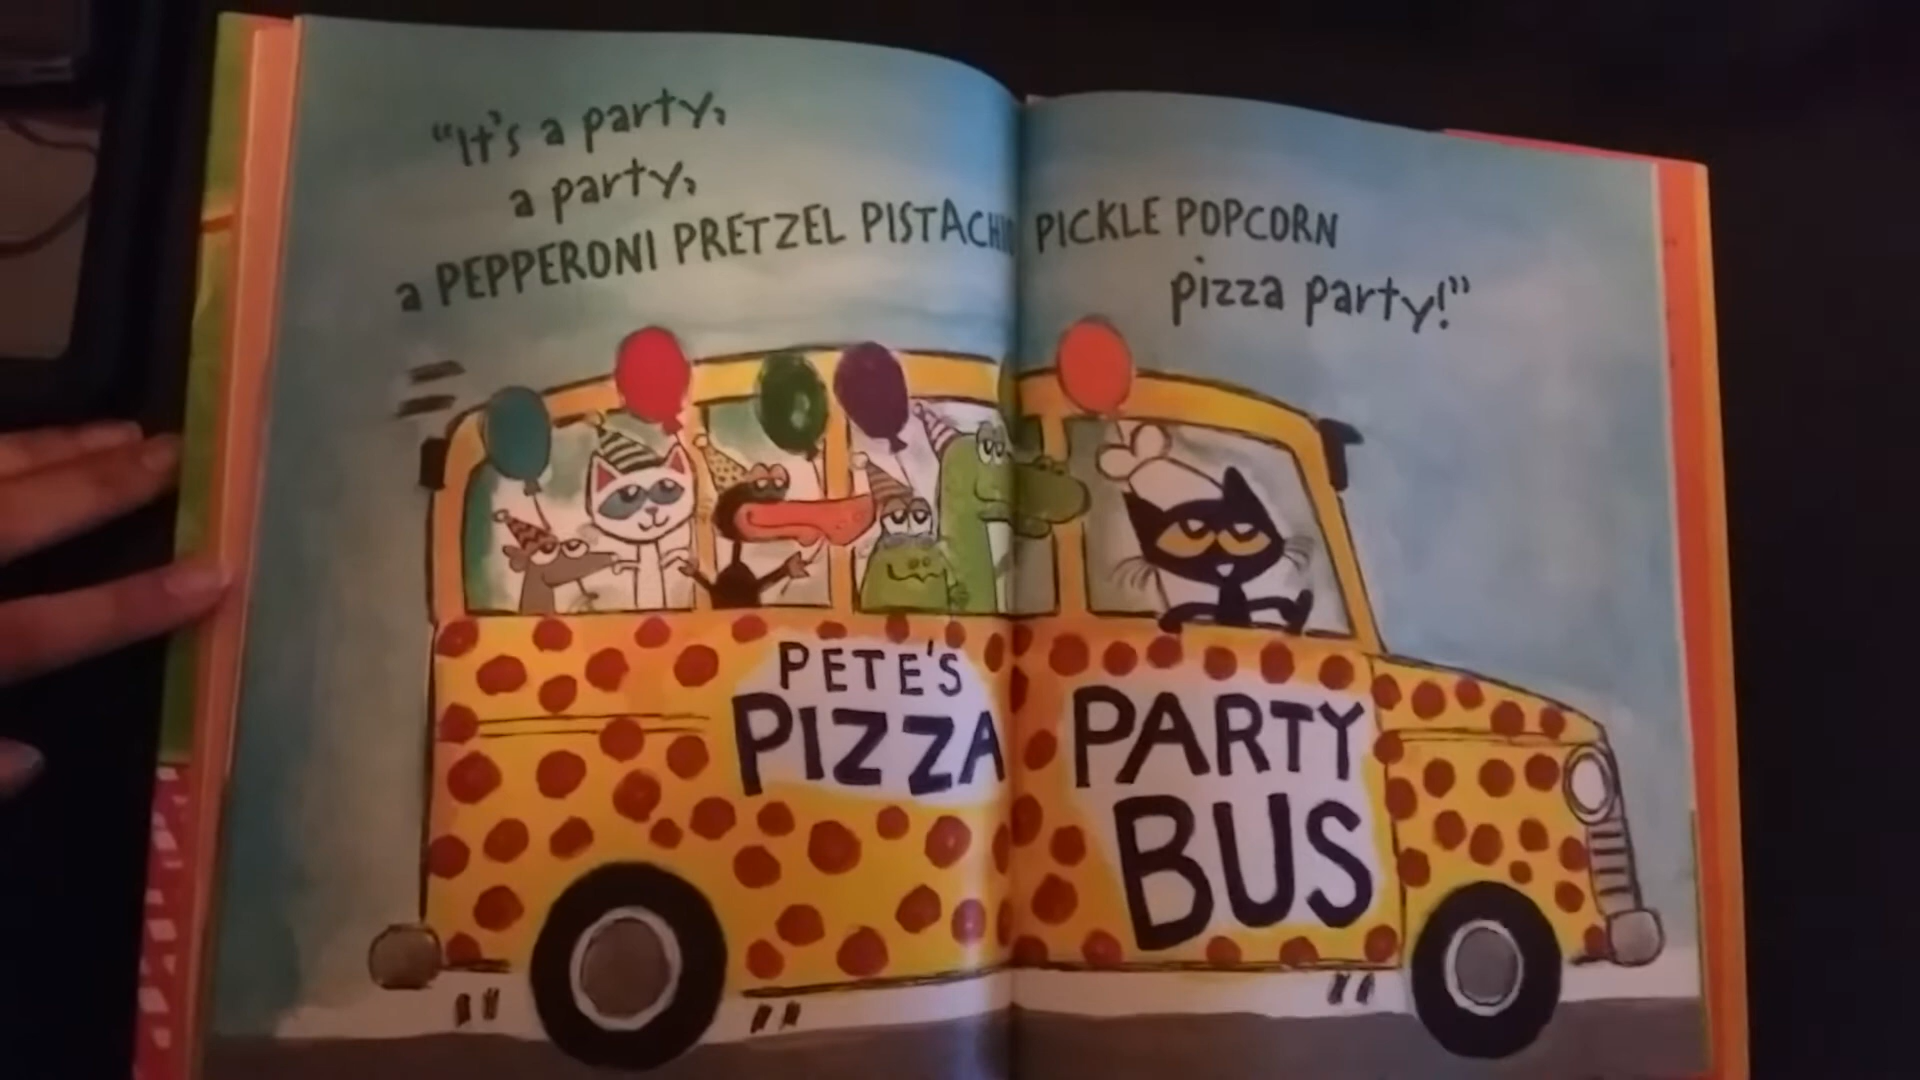 "It's a party,
a party,
a PEPPERONI PRETZEL PISTACHIO PICKLE POPCORN
pizza party!"
PETE'S
PIZZA PARTY
BUS